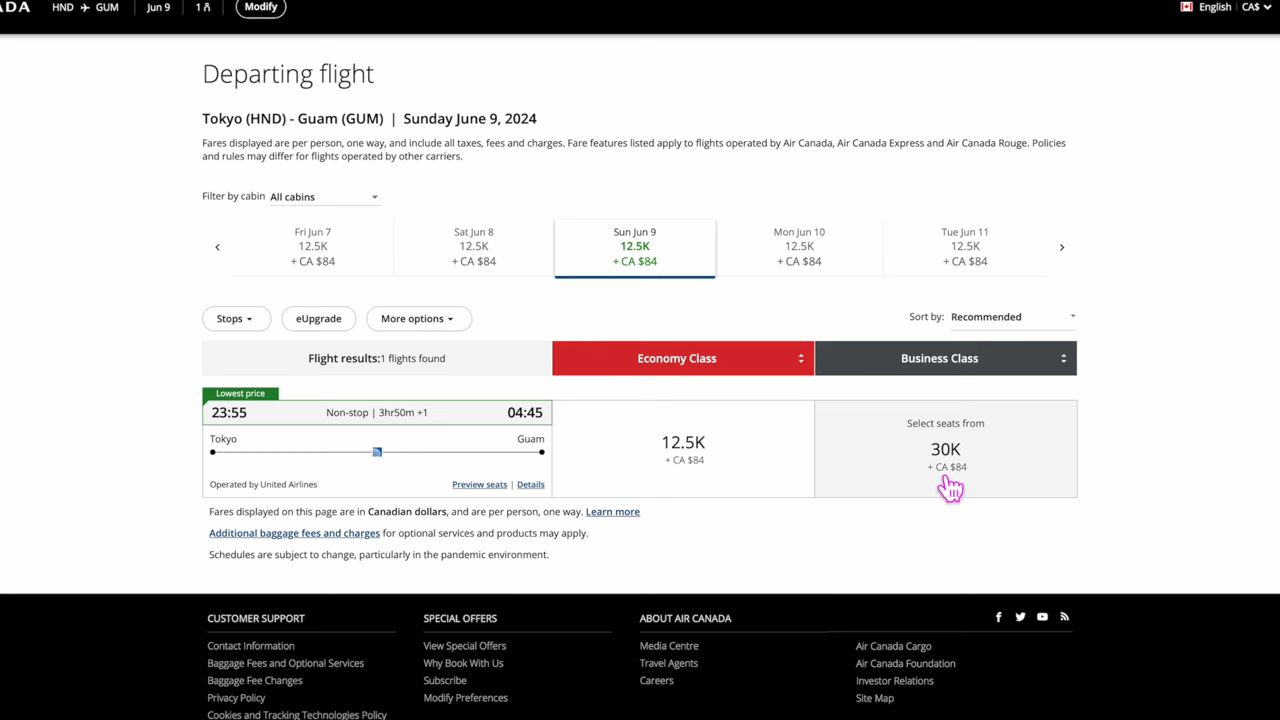 ADA HND GUM Jun 9 1 Modify English CA$
Departing flight
Tokyo (HND) - Guam (GUM) | Sunday June 9, 2024
Fares displayed are per person, one way, and include all taxes, fees and charges. Fare features listed apply to flights operated by Air Canada, Air Canada Express and Air Canada Rouge. Policies
and rules may differ for flights operated by other carriers.
Filter by cabin All cabins
Fri Jun 7 Sat Jun 8 Sun Jun 9 Mon Jun 10 Tue Jun 11
12.5K 12.5K 12.5K 12.5K 12.5K
+ CA $84 + CA $84 + CA $84 + CA $84 + CA $84
Stops eUpgrade More options Sort by: Recommended
Flight results:1 flights found Economy Class Business Class
Lowest price
23:55 Non-stop | 3hr50m +1 04:45
Select seats from
Tokyo Guam 12.5K 30K
+ CA $84 + CA $84
Operated by United Airlines Preview seats | Details
Fares displayed on this page are in Canadian dollars, and are per person, one way. Learn more
Additional baggage fees and charges for optional services and products may apply.
Schedules are subject to change, particularly in the pandemic environment.
CUSTOMER SUPPORT SPECIAL OFFERS ABOUT AIR CANADA
Contact Information View Special Offers Media Centre Air Canada Cargo
Baggage Fees and Optional Services Why Book With Us Travel Agents Air Canada Foundation
Baggage Fee Changes Subscribe Careers Investor Relations
Privacy Policy Modify Preferences Site Map
Cookies and Tracking Technologies Policy